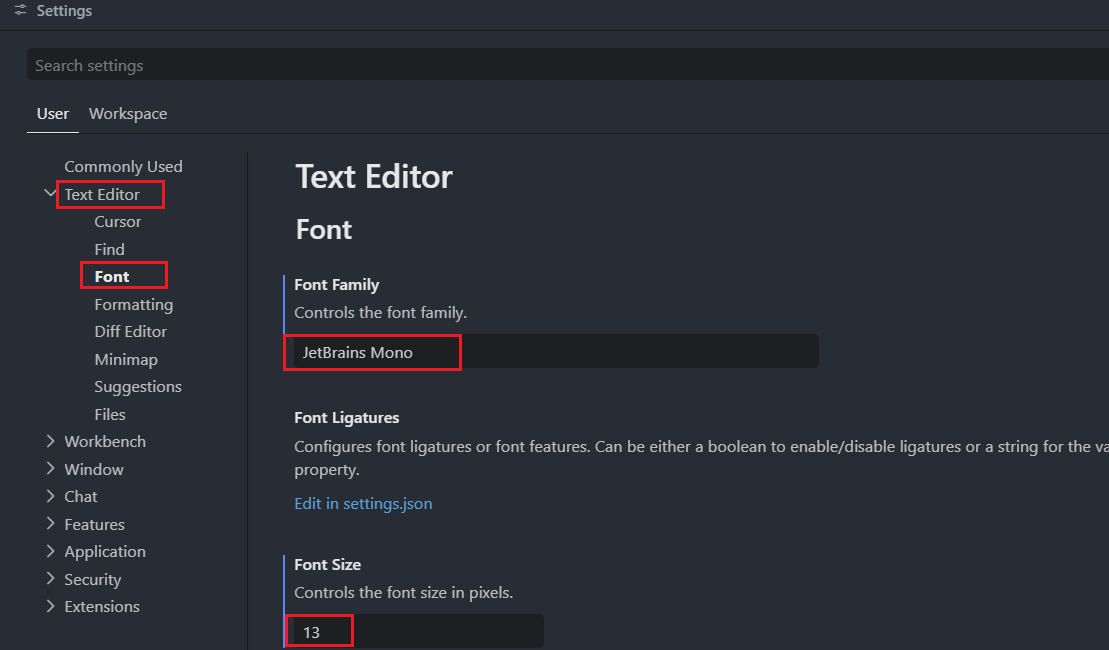 Settings
Search settings
User Workspace
Commonly Used
Text Editor
Cursor
Find
Font
Formatting
Diff Editor
Minimap
Suggestions
Files
Workbench
Window
Chat
Features
Application
Security
Extensions
Text Editor
Font
Font Family
Controls the font family.
JetBrains Mono
Font Ligatures
Configures font ligatures or font features. Can be either a boolean to enable/disable ligatures or a string for the va
property.
Edit in settings.json
Font Size
Controls the font size in pixels.
13